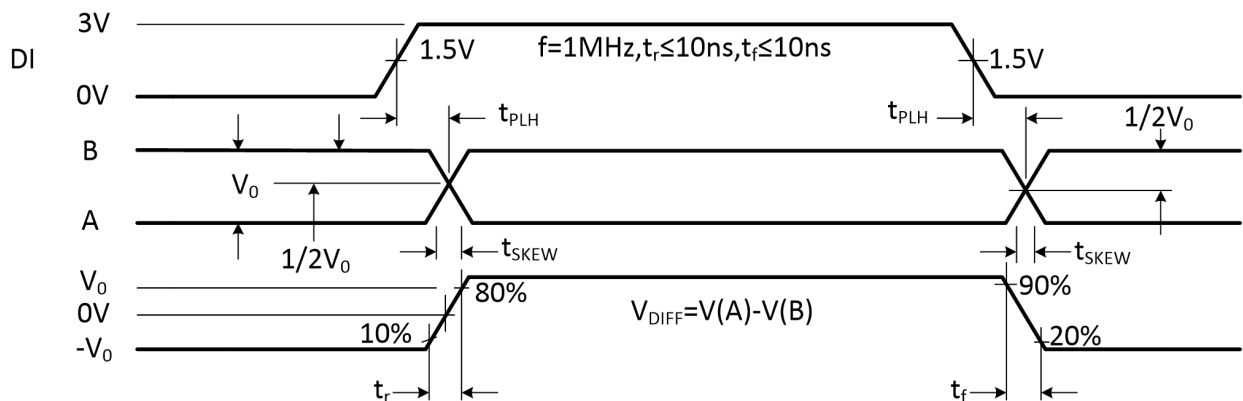 3V
DI
1.5V
f=1MHz,tr≤10ns,tf≤10ns
1.5V
0V
tPLH
tPLH
1/2V0
B
V0
A
1/2V0
tSKEW
tSKEW
V0
80%
90%
0V
VDIFF=V(A)-V(B)
10%
20%
-V0
tr
tf